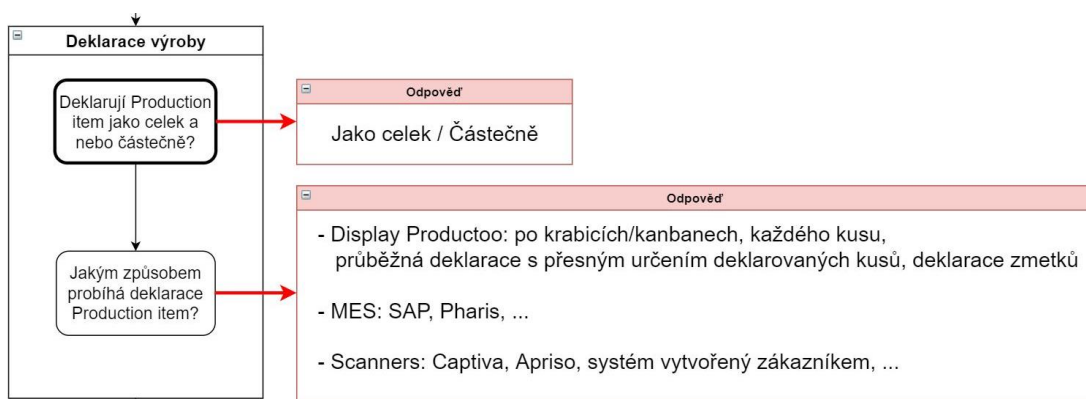 Deklarace výroby
Deklarují Production
item jako celek a
nebo částečně?
Odpověď
Jako celek / Částečně
Jakým způsobem
probíhá deklarace
Production item?
Odpověď
- Display Productoo: po krabicích/kanbanech, každého kusu,
průběžná deklarace s přesným určením deklarovaných kusů, deklarace zmetků
- MES: SAP, Pharis, ...
- Scanners: Captiva, Apriso, systém vytvořený zákazníkem, ...